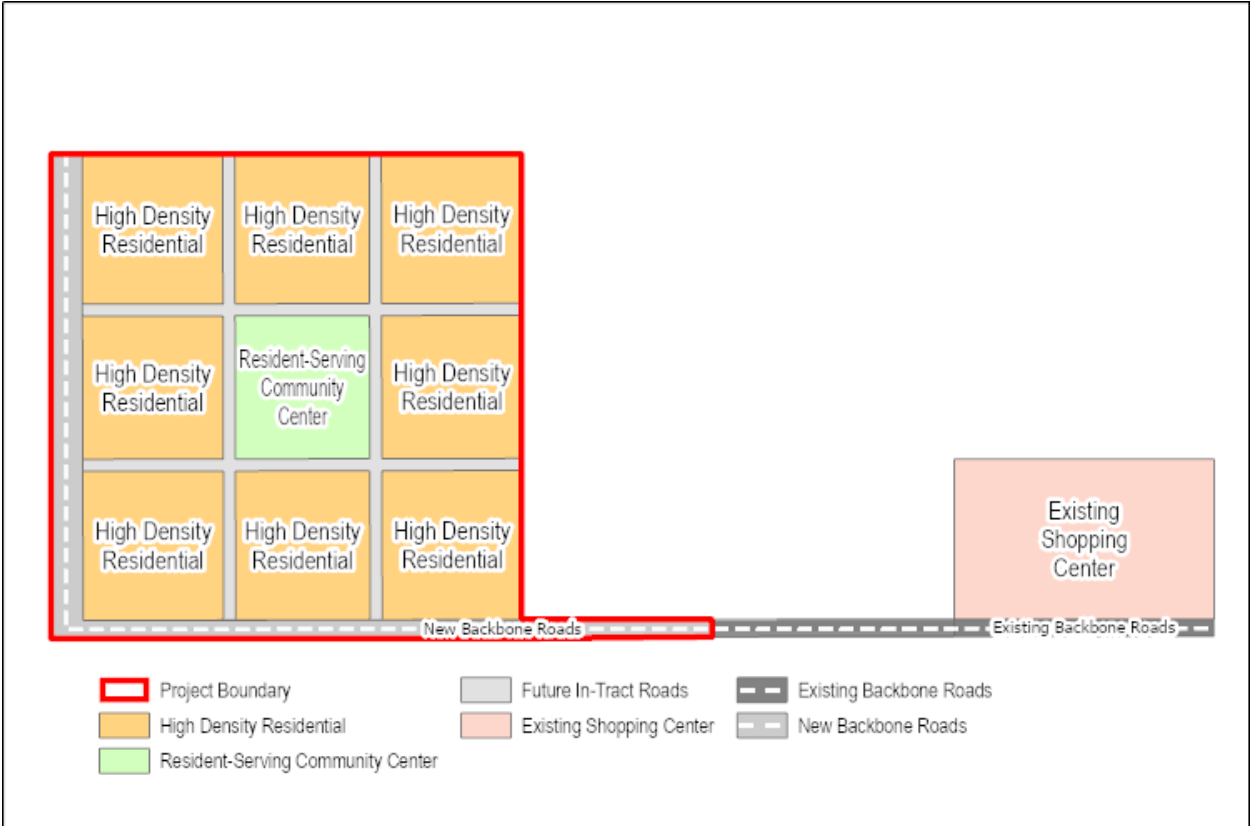 High Density
Residential
High Density
Residential
High Density
Residential
High Density
Residential
Resident-Serving
Community
Center
High Density
Residential
High Density
Residential
High Density
Residential
High Density
Residential
Existing
Shopping
Center
New Backbone Roads
Existing Backbone Roads
Project Boundary
High Density Residential
Resident-Serving Community Center
Future In-Tract Roads
Existing Shopping Center
Existing Backbone Roads
New Backbone Roads